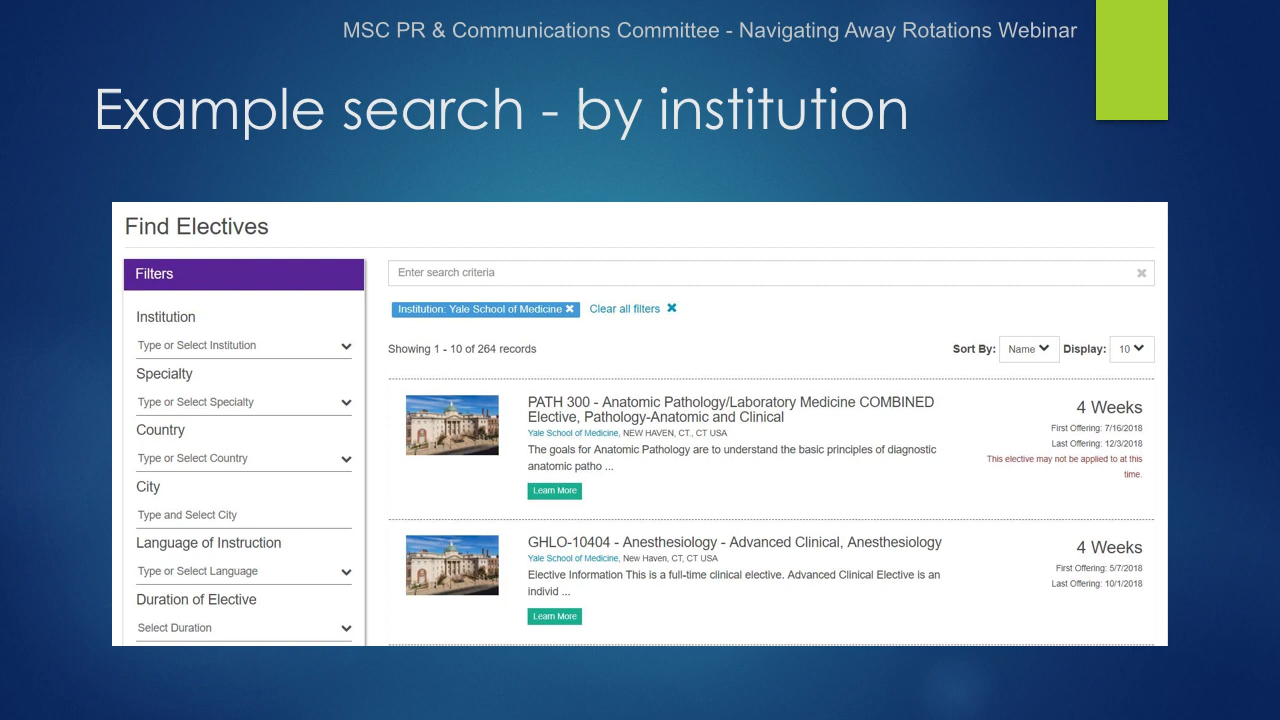 MSC PR & Communications Committee - Navigating Away Rotations Webinar
Example search - by institution
Find Electives
Filters
Institution
Type or Select Institution
Specialty
Type or Select Specialty
Country
Type or Select Country
City
Type and Select City
Language of Instruction
Type or Select Language
Duration of Elective
Select Duration
Enter search criteria
Institution: Yale School of Medicine ✖ Clear all filters ✖
Showing 1 - 10 of 264 records
Sort By: Name Display: 10
PATH 300 - Anatomic Pathology/Laboratory Medicine COMBINED
Elective, Pathology-Anatomic and Clinical
Yale School of Medicine, NEW HAVEN, CT., CT USA
The goals for Anatomic Pathology are to understand the basic principles of diagnostic
anatomic patho ...
Learn More
4 Weeks
First Offering: 7/16/2018
Last Offering: 12/3/2018
This elective may not be applied to at this
time.
GHLO-10404 - Anesthesiology - Advanced Clinical, Anesthesiology
Yale School of Medicine, New Haven, CT, CT USA
Elective Information This is a full-time clinical elective. Advanced Clinical Elective is an
individ ...
Learn More
4 Weeks
First Offering: 5/7/2018
Last Offering: 10/1/2018